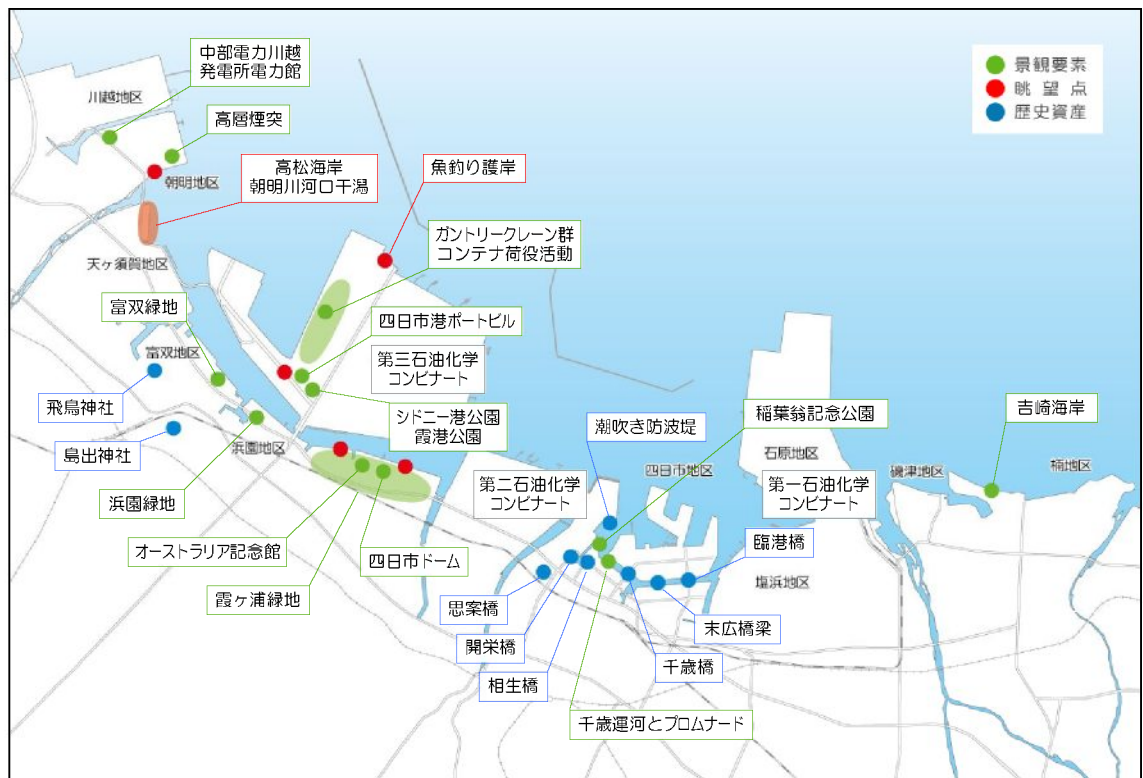 景観要素
眺望点
歴史資産
中部電力川越
発電所電力館
川越地区
高層煙突
朝明地区
高松海岸
朝明川河口干潟
魚釣り護岸
ガントリークレーン群
コンテナ荷役活動
天ヶ須賀地区
富双緑地
四日市港ポートビル
富双地区
第三石油化学
コンビナート
飛鳥神社
シドニー港公園
霞港公園
稲葉翁記念公園
吉崎海岸
潮吹き防波堤
鳥出神社
浜園地区
石原地区
四日市地区
磯津地区
楠地区
浜園緑地
第二石油化学
コンビナート
第一石油化学
コンビナート
オーストラリア記念館
四日市ドーム
臨港橋
塩浜地区
霞ヶ浦緑地
思案橋
末広橋梁
開栄橋
千歳橋
相生橋
千歳運河とプロムナード